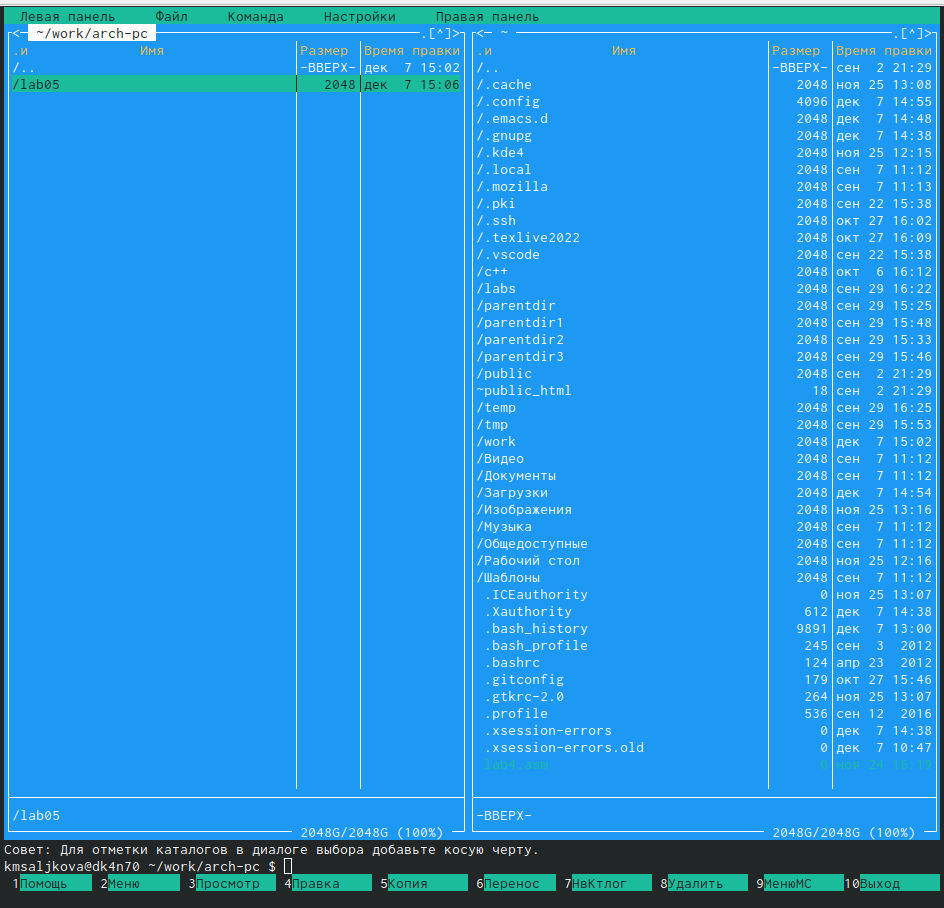 Левая панель Файл Команда Настройки Правая панель
<─ ~/work/arch-pc .[^]> <─ ~ .[^]>
.и Имя Размер Время правки .и Имя Размер Время правки
/.. -ВВЕРХ- дек 7 15:02 /.. -ВВЕРХ- сен 2 21:29
/lab05 2048 дек 7 15:06 /.cache 2048 ноя 25 13:08
/.config 4096 дек 7 14:55
/.emacs.d 2048 дек 7 14:48
/.gnupg 2048 дек 7 14:38
/.kde4 2048 ноя 25 12:15
/.local 2048 сен 7 11:12
/.mozilla 2048 сен 7 11:13
/.pki 2048 сен 22 15:38
/.ssh 2048 окт 27 16:02
/.texlive2022 2048 окт 27 16:09
/.vscode 2048 сен 22 15:38
/c++ 2048 окт 6 16:12
/labs 2048 сен 29 16:22
/parentdir 2048 сен 29 15:25
/parentdir1 2048 сен 29 15:48
/parentdir2 2048 сен 29 15:33
/parentdir3 2048 сен 29 15:46
/public 2048 сен 2 21:29
~public_html 18 сен 2 21:29
/temp 2048 сен 29 16:25
/tmp 2048 сен 29 15:53
/work 2048 дек 7 15:02
/Видео 2048 сен 7 11:12
/Документы 2048 сен 7 11:12
/Загрузки 2048 дек 7 14:54
/Изображения 2048 ноя 25 13:16
/Музыка 2048 сен 7 11:12
/Общедоступные 2048 сен 7 11:12
/Рабочий стол 2048 ноя 25 12:16
/Шаблоны 2048 сен 7 11:12
.ICEauthority 0 ноя 25 13:07
.Xauthority 612 дек 7 14:38
.bash_history 9891 дек 7 13:00
.bash_profile 245 сен 3 2012
.bashrc 124 апр 23 2012
.gitconfig 179 окт 27 15:46
.gtkrc-2.0 264 ноя 25 13:07
.profile 536 сен 12 2016
.xsession-errors 0 дек 7 14:38
.xsession-errors.old 0 дек 7 10:47
lab4.asm 0 ноя 24 16:19
/lab05 -ВВЕРХ-
2048G/2048G (100%) 2048G/2048G (100%)
Совет: Для отметки каталогов в диалоге выбора добавьте косую черту.
kmsaljkova@dk4n70 ~/work/arch-pc $
1Помощь 2Меню 3Просмотр 4Правка 5Копия 6Перенос 7НвКтлог 8Удалить 9МенюMC 10Выход